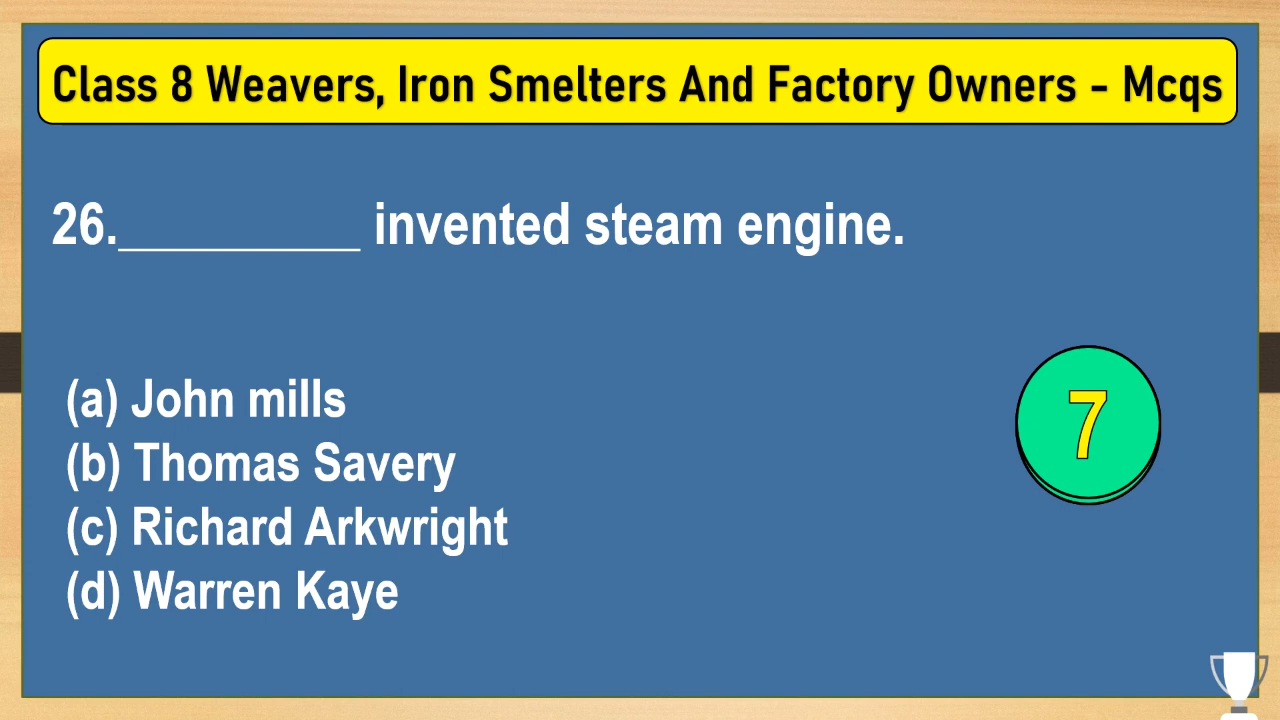 Class 8 Weavers, Iron Smelters And Factory Owners - Mcqs
26.__________ invented steam engine.
(a) John mills
(b) Thomas Savery
(c) Richard Arkwright
(d) Warren Kaye
7